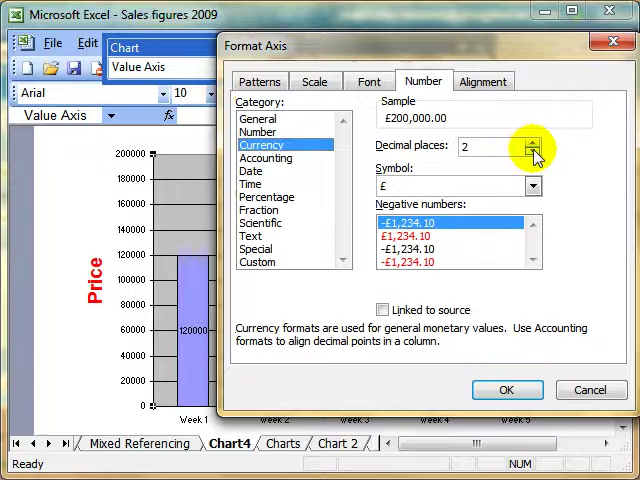 Microsoft Excel - Sales figures 2009
File Edit
Chart
Value Axis
Arial 10
Value Axis
Format Axis
Patterns Scale Font Number Alignment
Category:
General
Number
Currency
Accounting
Date
Time
Percentage
Fraction
Scientific
Text
Special
Custom
Sample
£200,000.00
Decimal places: 2
Symbol:
£
Negative numbers:
-£1,234.10
£1,234.10
-£1,234.10
-£1,234.10
Linked to source
Currency formats are used for general monetary values. Use Accounting
formats to align decimal points in a column.
OK Cancel
Price
200000
180000
160000
140000
120000
100000
80000
60000
40000
20000
0
120000
Week 1 Week 2 Week 3 Week 4 Week 5
Mixed Referencing Chart4 Charts Chart 2
Ready NUM